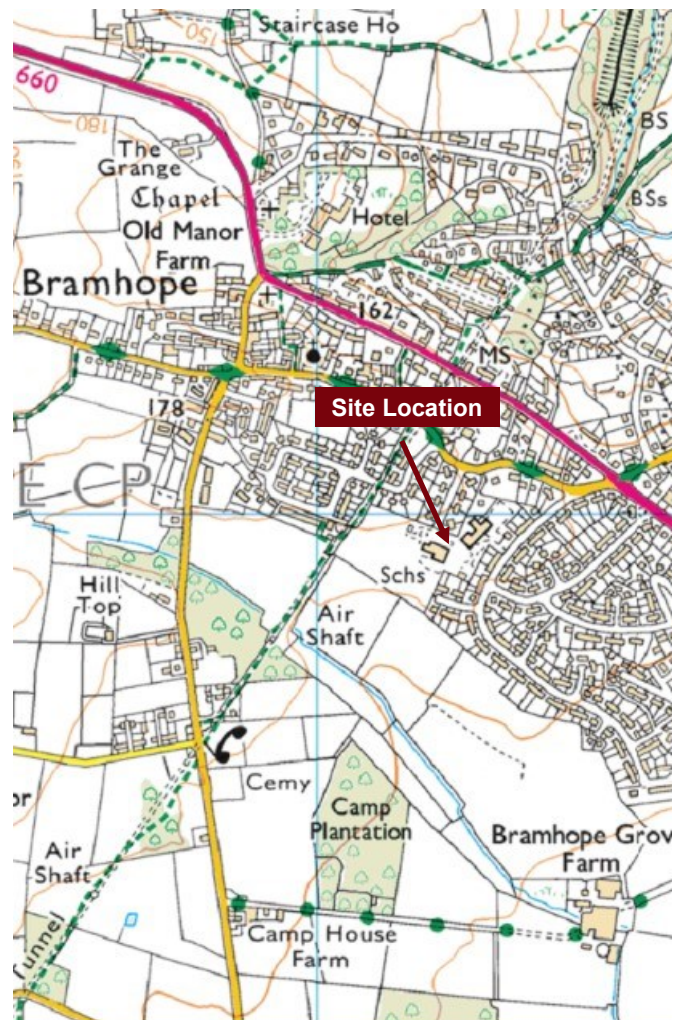 Staircase Ho
150
660
180
190
BS
The
Grange
BSs
Chapel
Hotel
Old Manor
Farm
Bramhope
162
MS
Site Location
178
E CP
Schs
Hill
Top
Air
Shaft
Cemy
Camp
Plantation
or
Bramhope Grov
Farm
Air
Shaft
Camp House
Farm
Tunnel